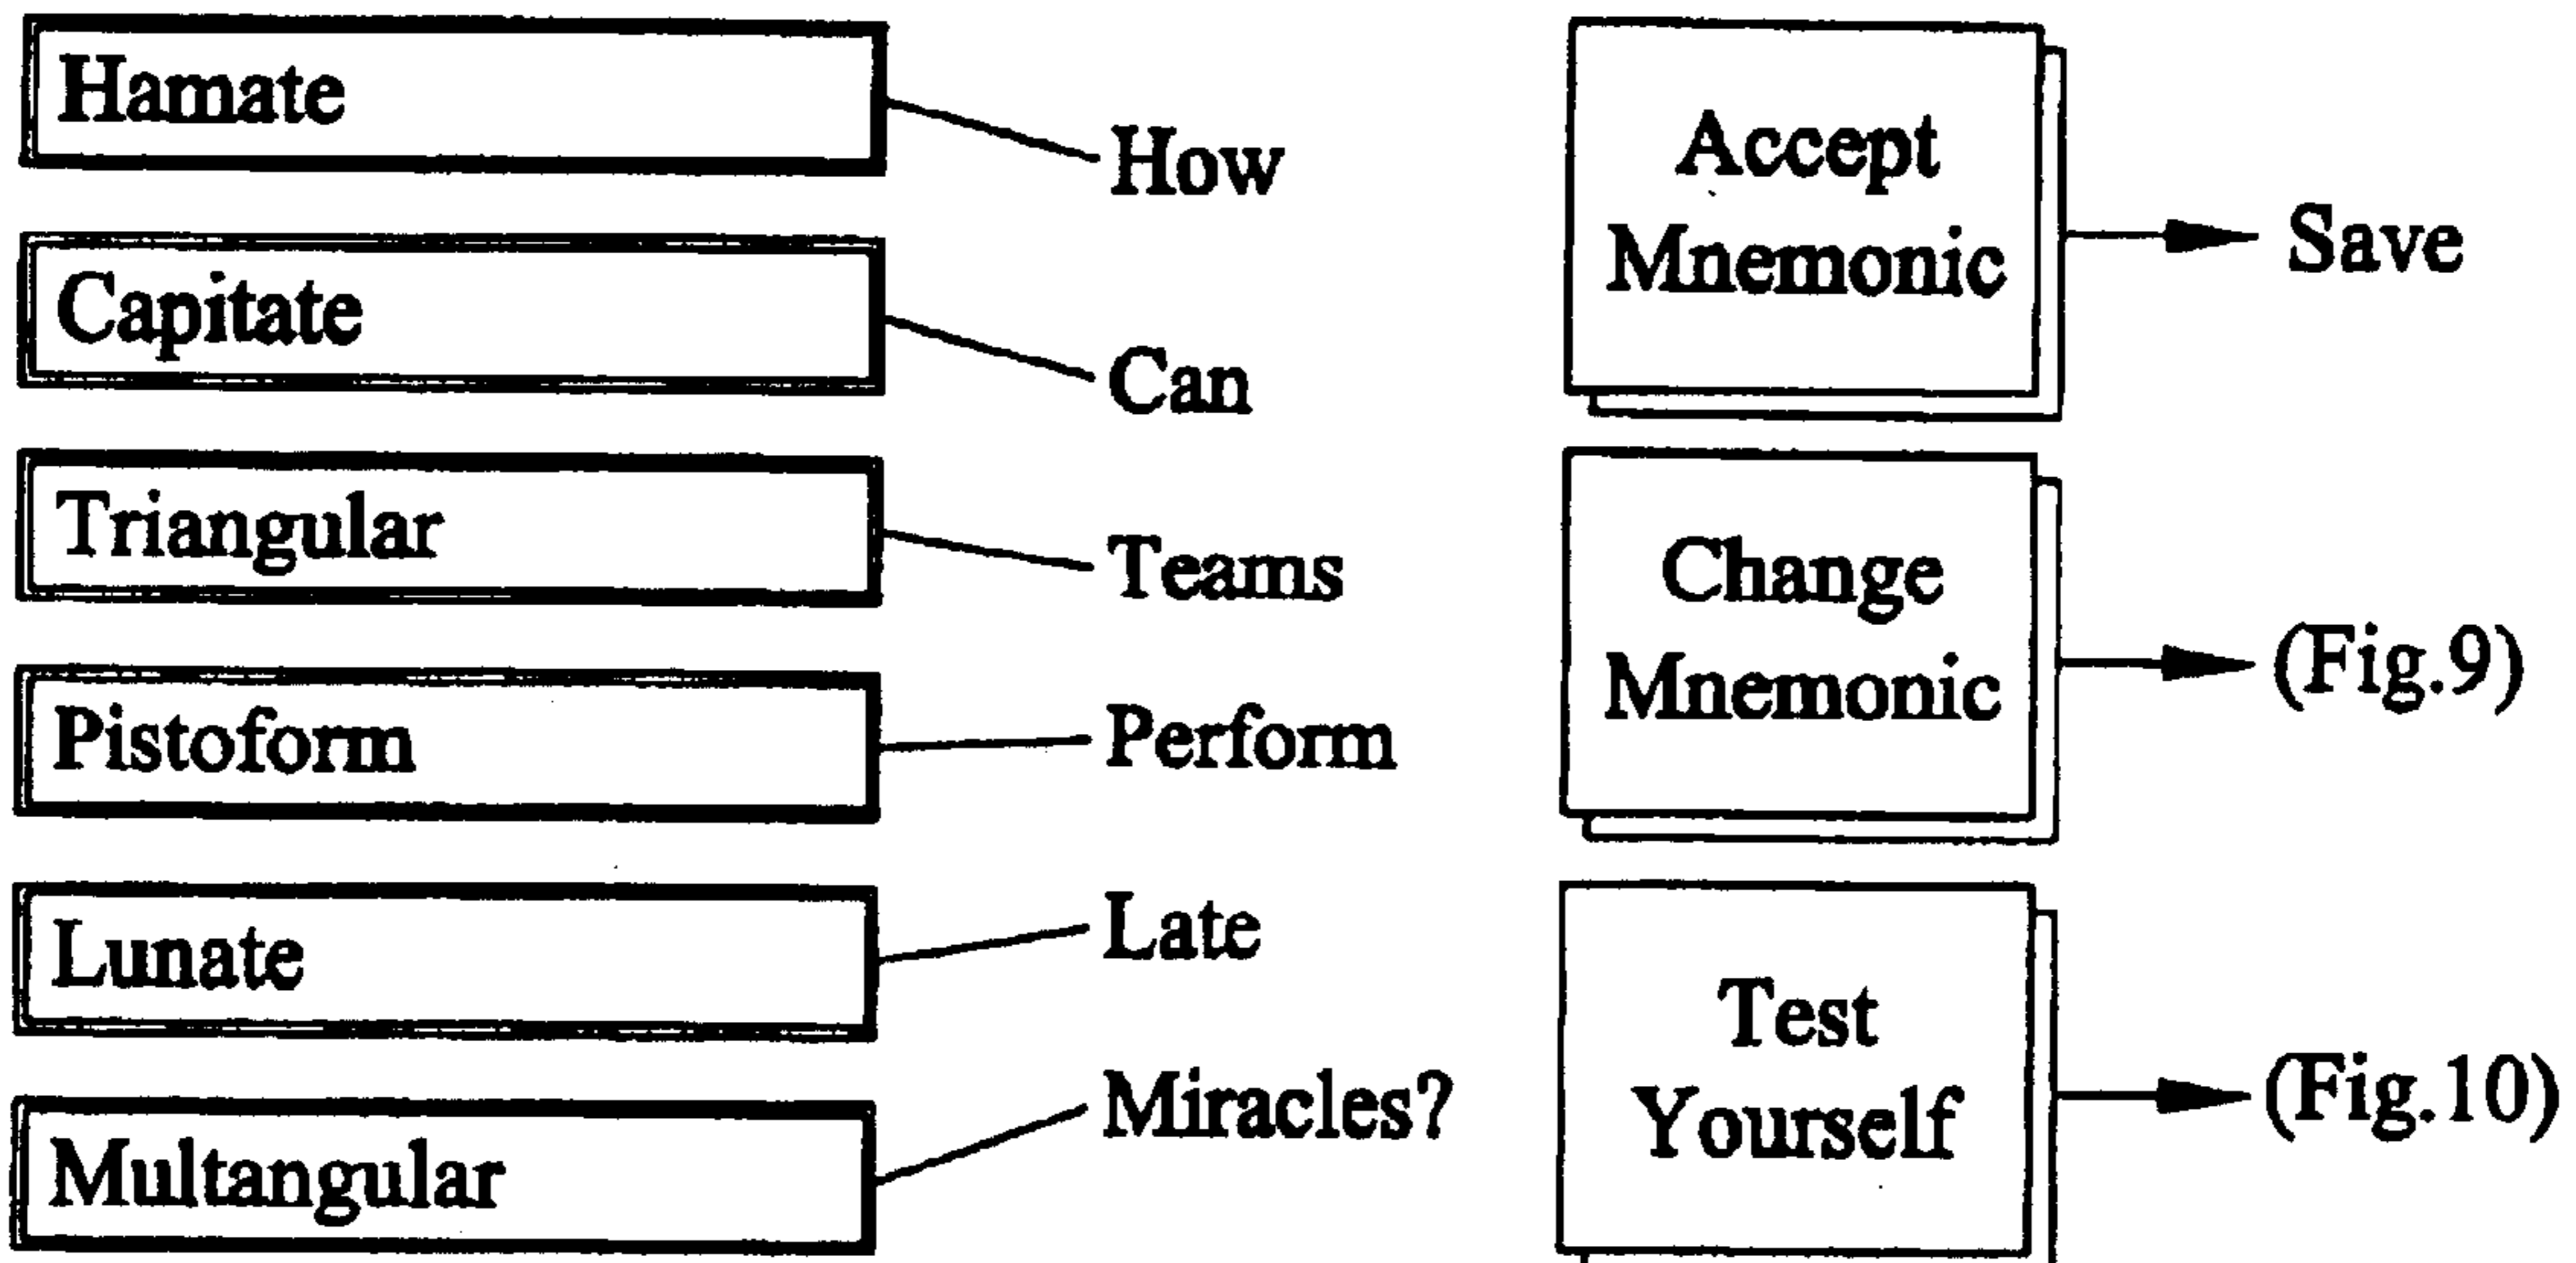 Hamate
How
Capitate
Can
Triangular
Teams
Pistoform
Perform
Lunate
Late
Multangular
Miracles?
Accept
Mnemonic
Save
Change
Mnemonic
(Fig.9)
Test
Yourself
(Fig.10)